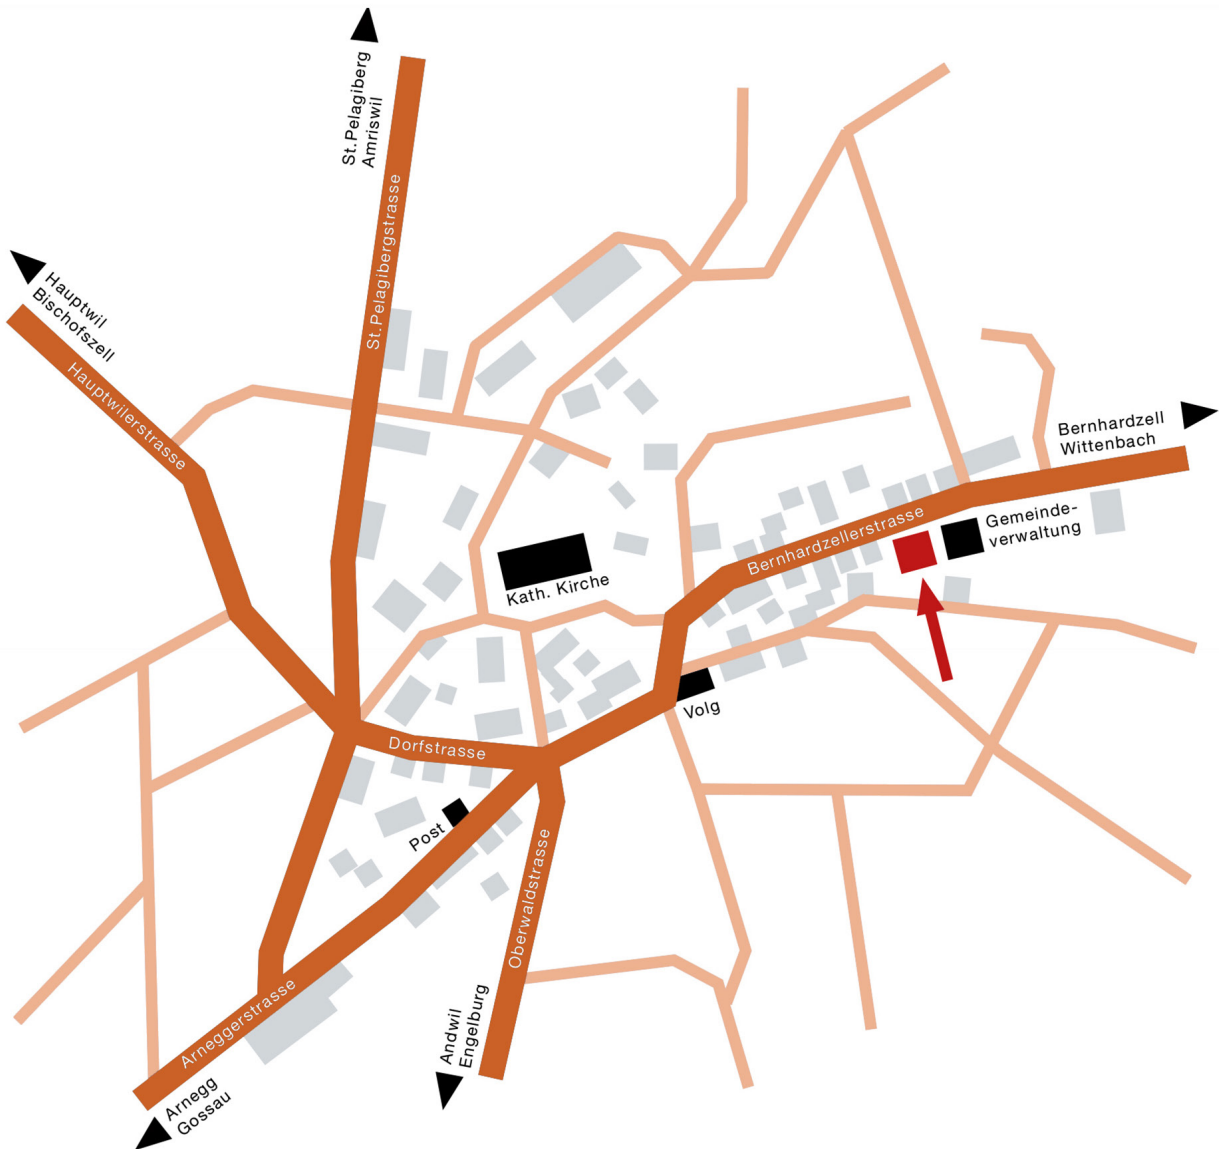 St.Pelagiberg
Amriswil
St.Pelagibergstrasse
Hauptwil
Bischofszell
Hauptwilerstrasse
Bernhardzell
Wittenbach
Bernhardzellerstrasse
Gemeinde-
verwaltung
Kath. Kirche
Volg
Dorfstrasse
Post
Oberwaldstrasse
Andwil
Engelburg
Arneggerstrasse
Arnegg
Gossau